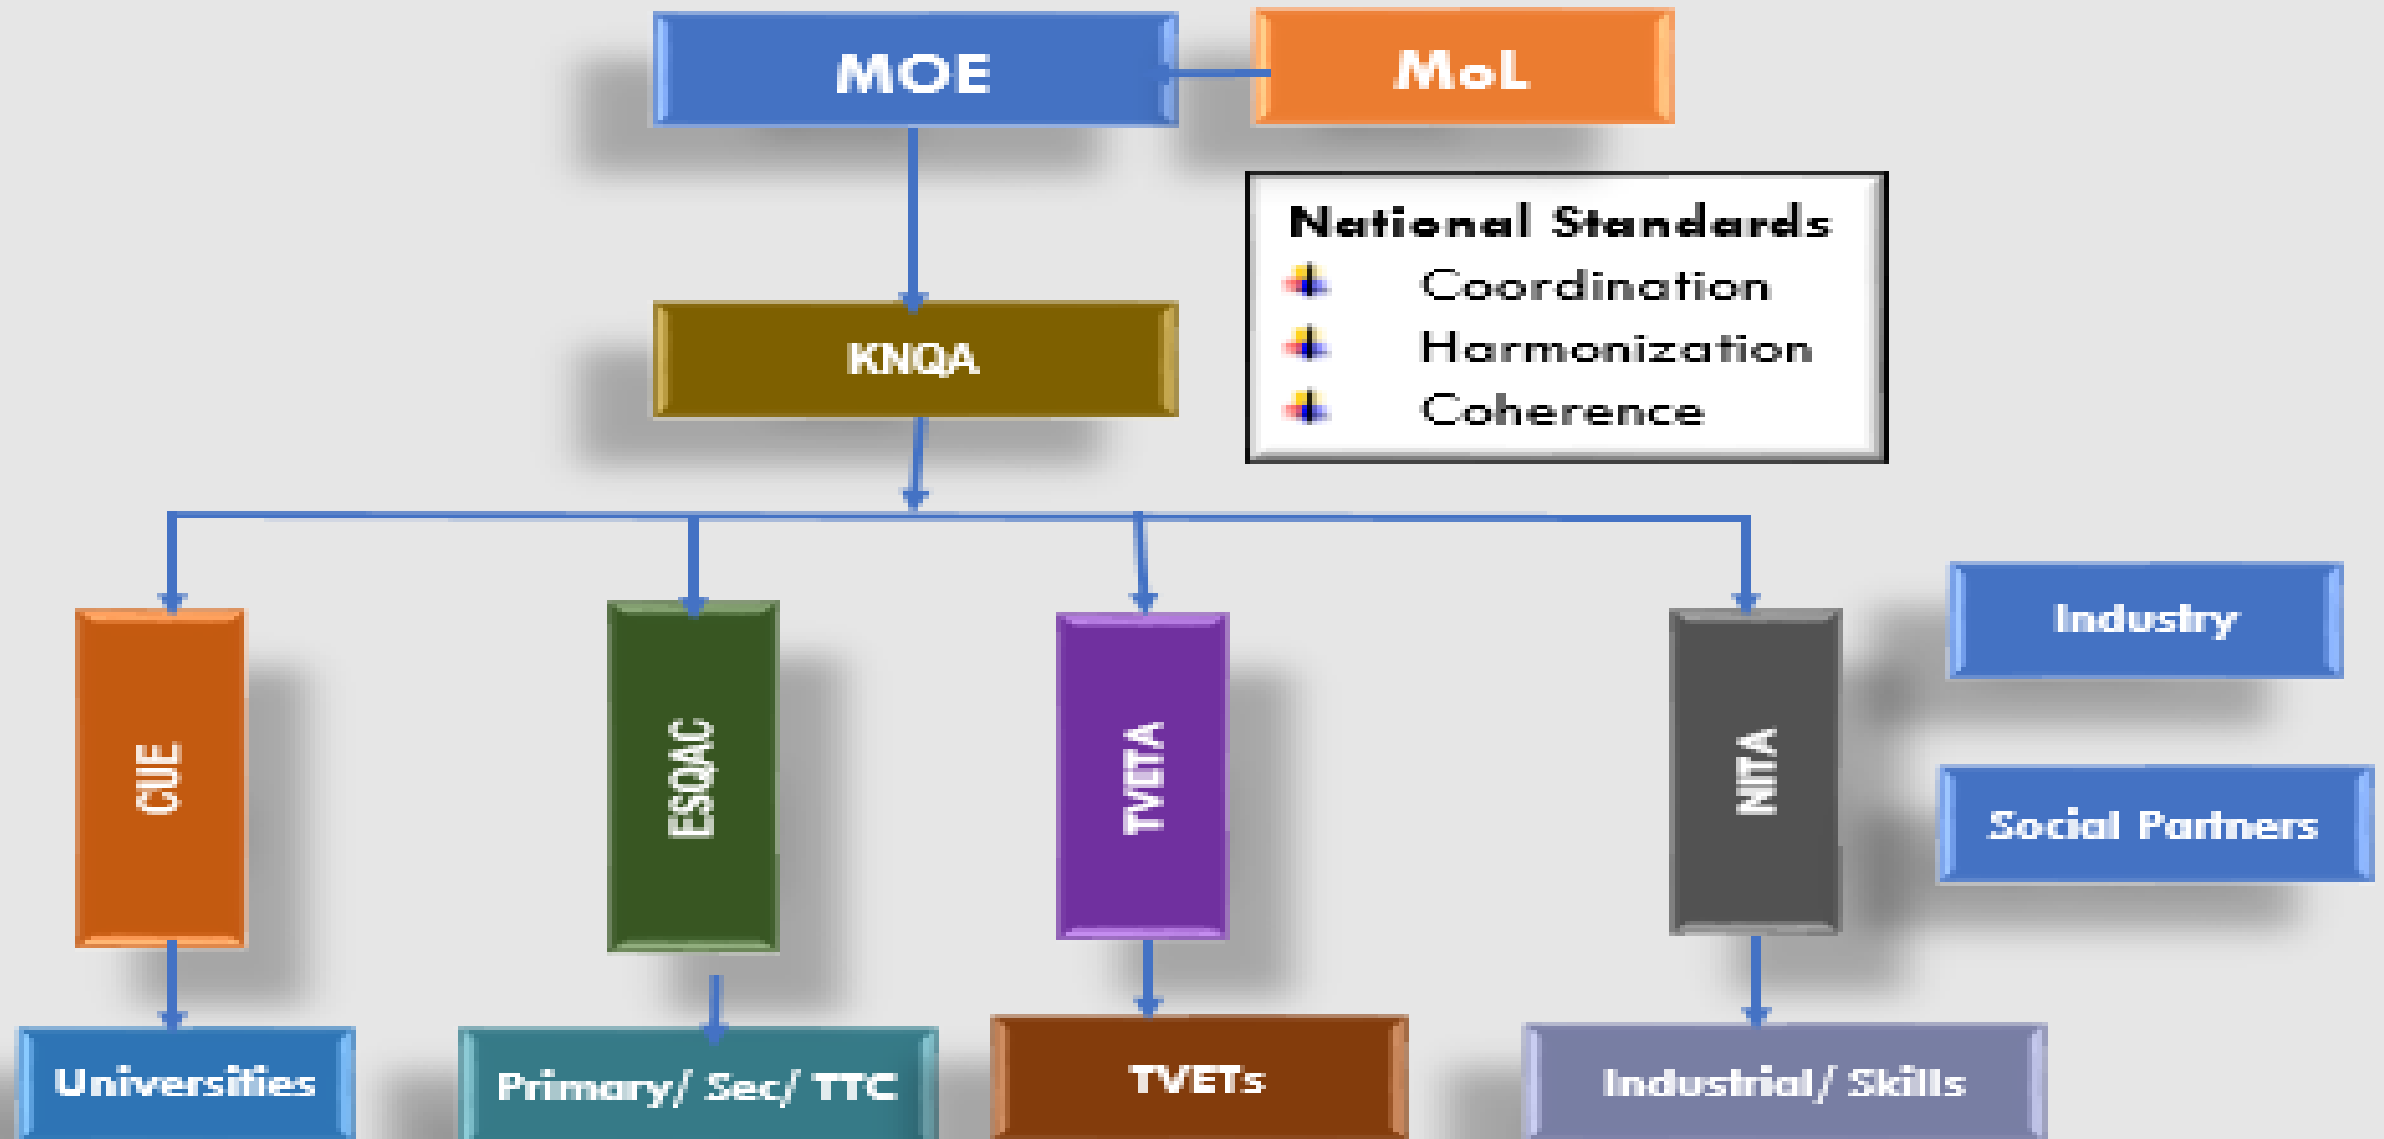 MOE
MoL
National Standards
Coordination
Harmonization
Coherence
KNQA
Industry
CUE
ESQAC
TVETA
NITA
Social Partners
Universities
Primary/ Sec/ TTC
TVETs
Industrial/ Skills